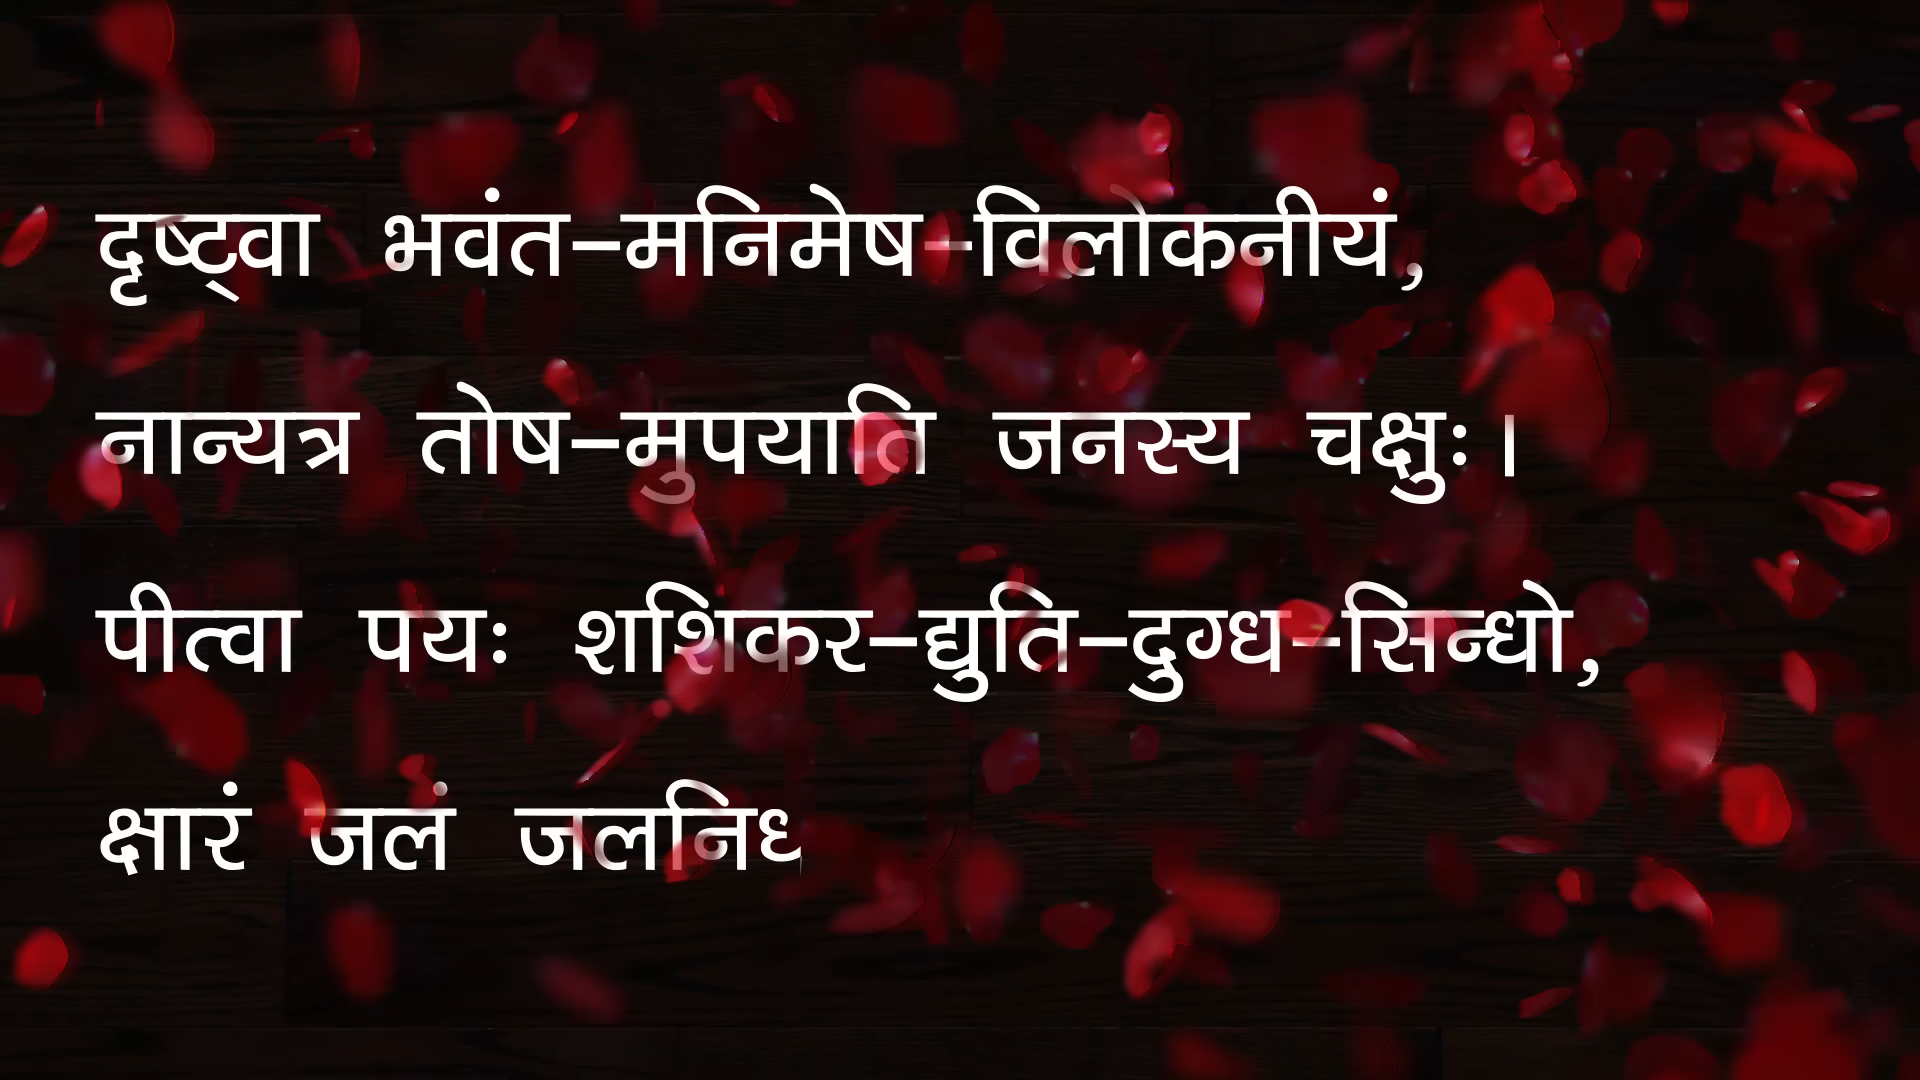 दृष्ट्वा भवंत–मनिमेष–विलोकनीयं,
नान्यत्र तोष–मुपयाति जनस्य चक्षुः।
पीत्वा पयः शशिकर–द्युति–दुग्ध–सिन्धो,
क्षारं जलं जलनिध